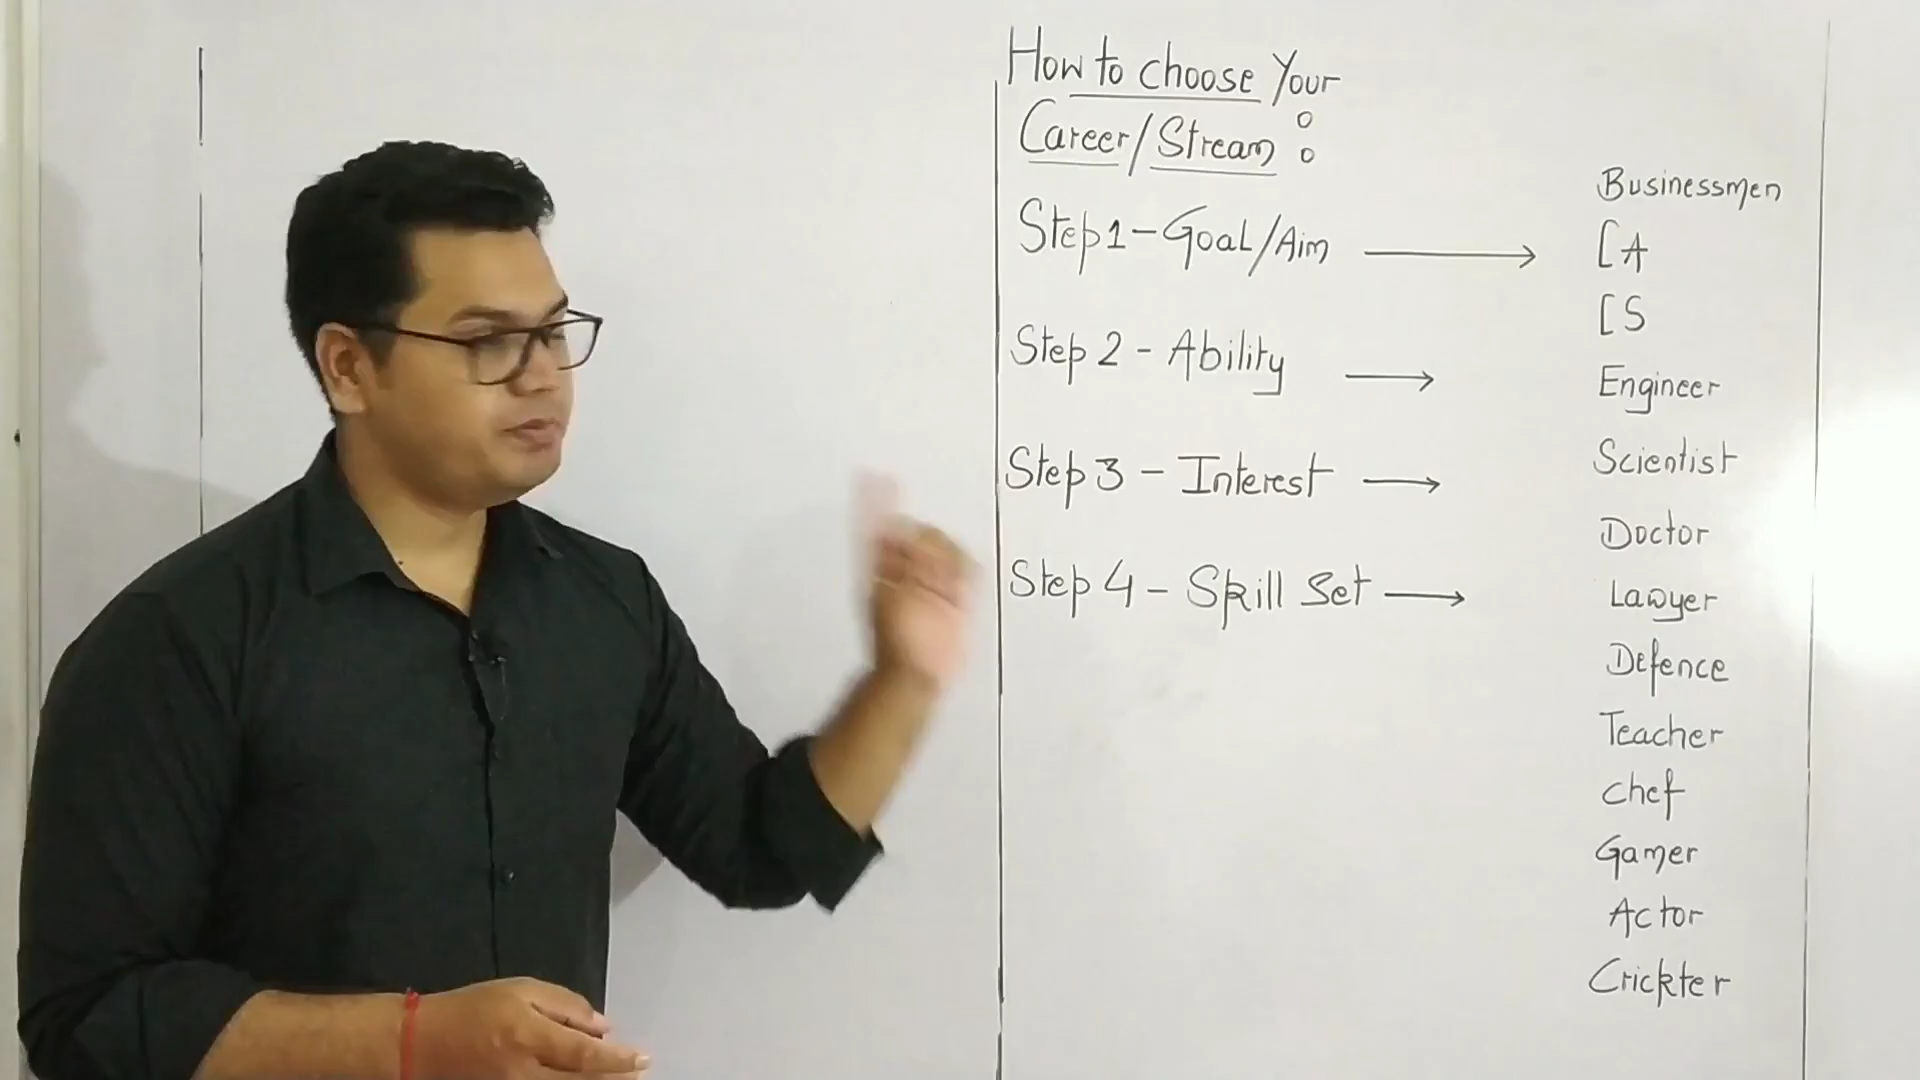 How to choose Your
Career/Stream :
Step 1 - Goal/Aim →
Step 2 - Ability →
Step 3 - Interest →
Step 4 - Skill Set →
Businessmen
CA
CS
Engineer
Scientist
Doctor
Lawyer
Defence
Teacher
Chef
Gamer
Actor
Crickter